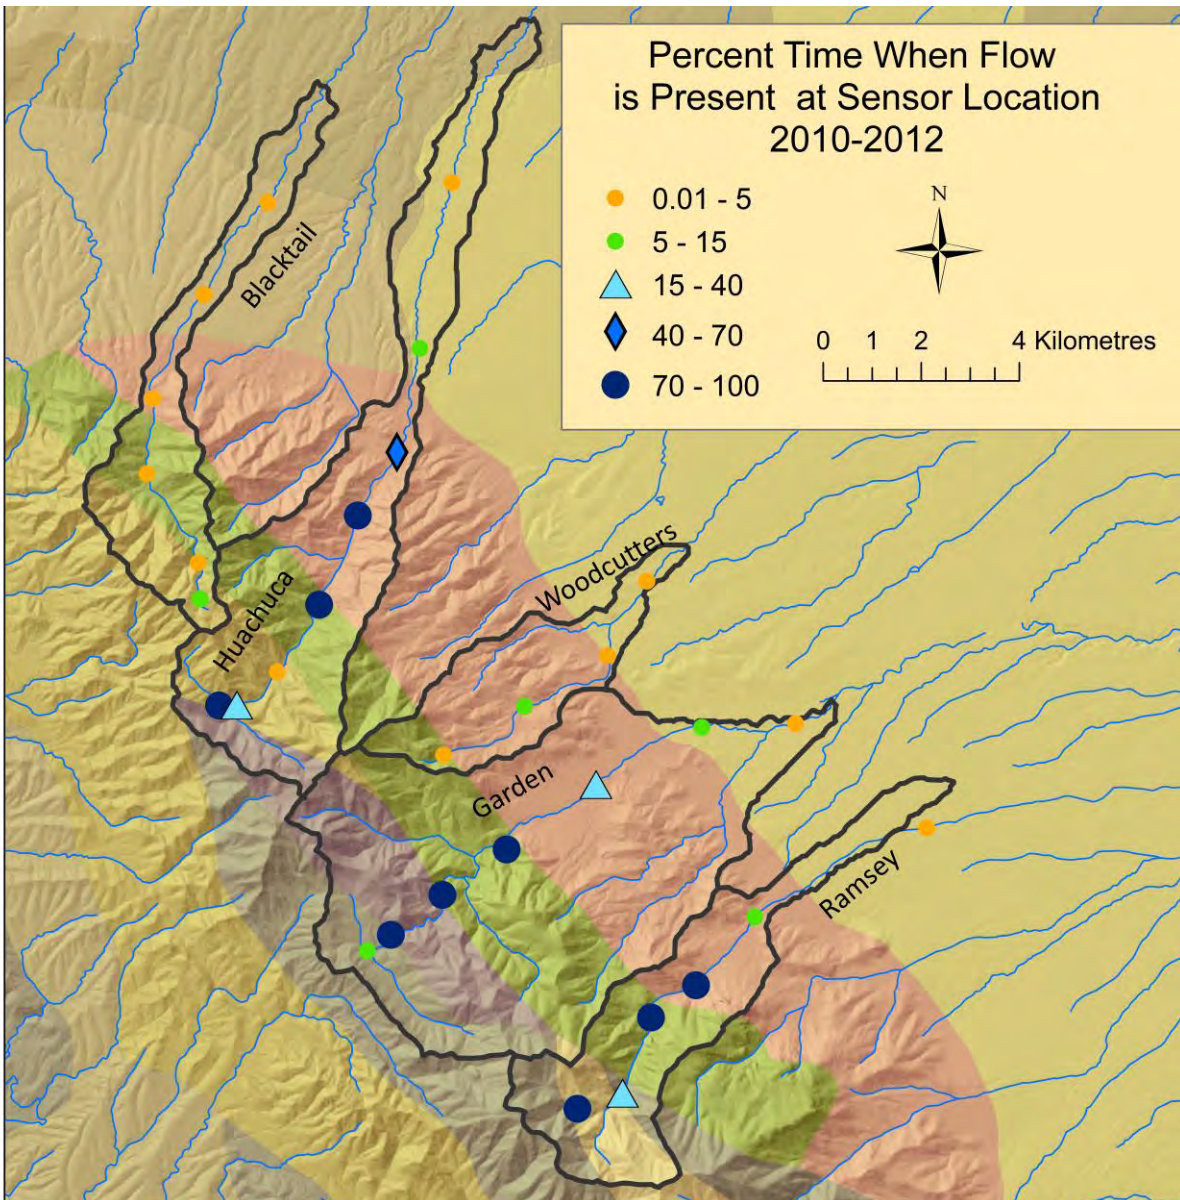 Percent Time When Flow
is Present at Sensor Location
2010-2012
0.01 - 5
5 - 15
15 - 40
40 - 70
70 - 100
N
0 1 2 4 Kilometres
Blacktail
Huachuca
Woodcutters
Garden
Ramsey